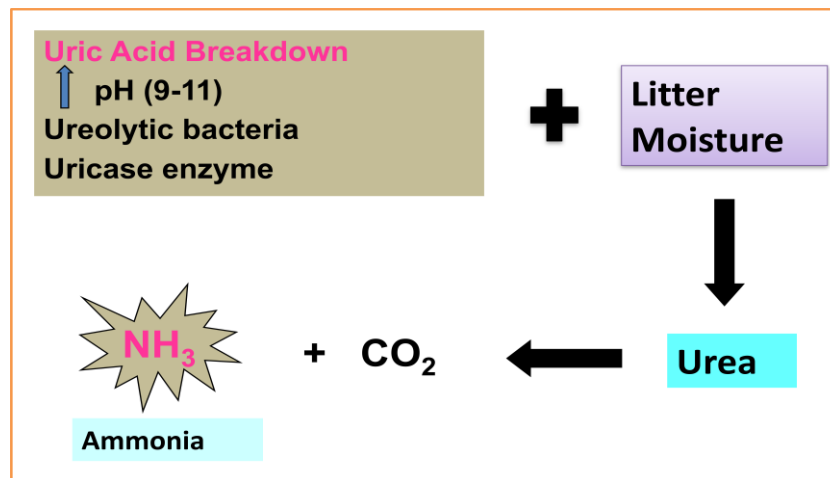 Uric Acid Breakdown
pH (9-11)
Ureolytic bacteria
Uricase enzyme
Litter
Moisture
Urea
NH₃ + CO₂
Ammonia